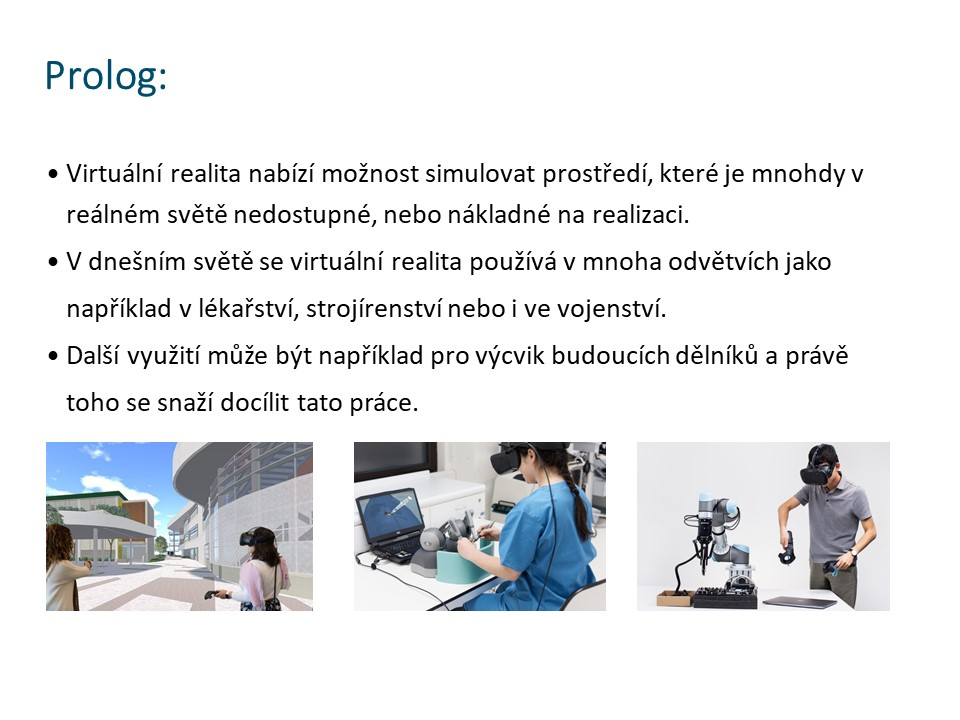 Prolog:
• Virtuální realita nabízí možnost simulovat prostředí, které je mnohdy v
reálném světě nedostupné, nebo nákladné na realizaci.
• V dnešním světě se virtuální realita používá v mnoha odvětvích jako
například v lékařství, strojírenství nebo i ve vojenství.
• Další využití může být například pro výcvik budoucích dělníků a právě
toho se snaží docílit tato práce.